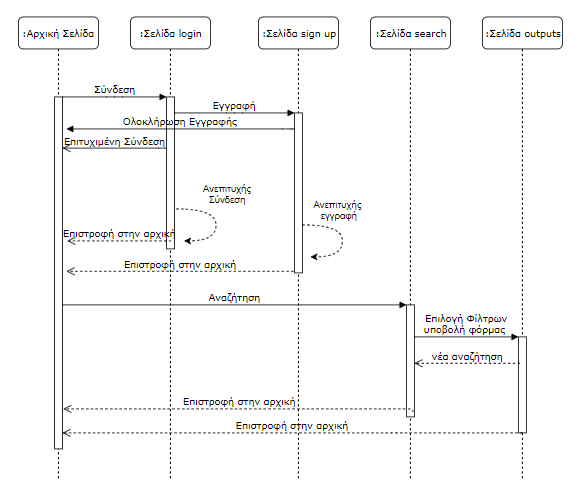 :Αρχική Σελίδα
:Σελίδα login
:Σελίδα sign up
:Σελίδα search
:Σελίδα outputs
Σύνδεση
Εγγραφή
Ολοκλήρωση Εγγραφής
Επιτυχιμένη Σύνδεση
Ανεπιτυχής
Σύνδεση
Ανεπιτυχής
εγγραφή
Επιστροφή στην αρχική
Επιστροφή στην αρχική
Αναζήτηση
Επιλογή Φίλτρων
υποβολή φόρμας
νέα αναζήτηση
Επιστροφή στην αρχική
Επιστροφή στην αρχική